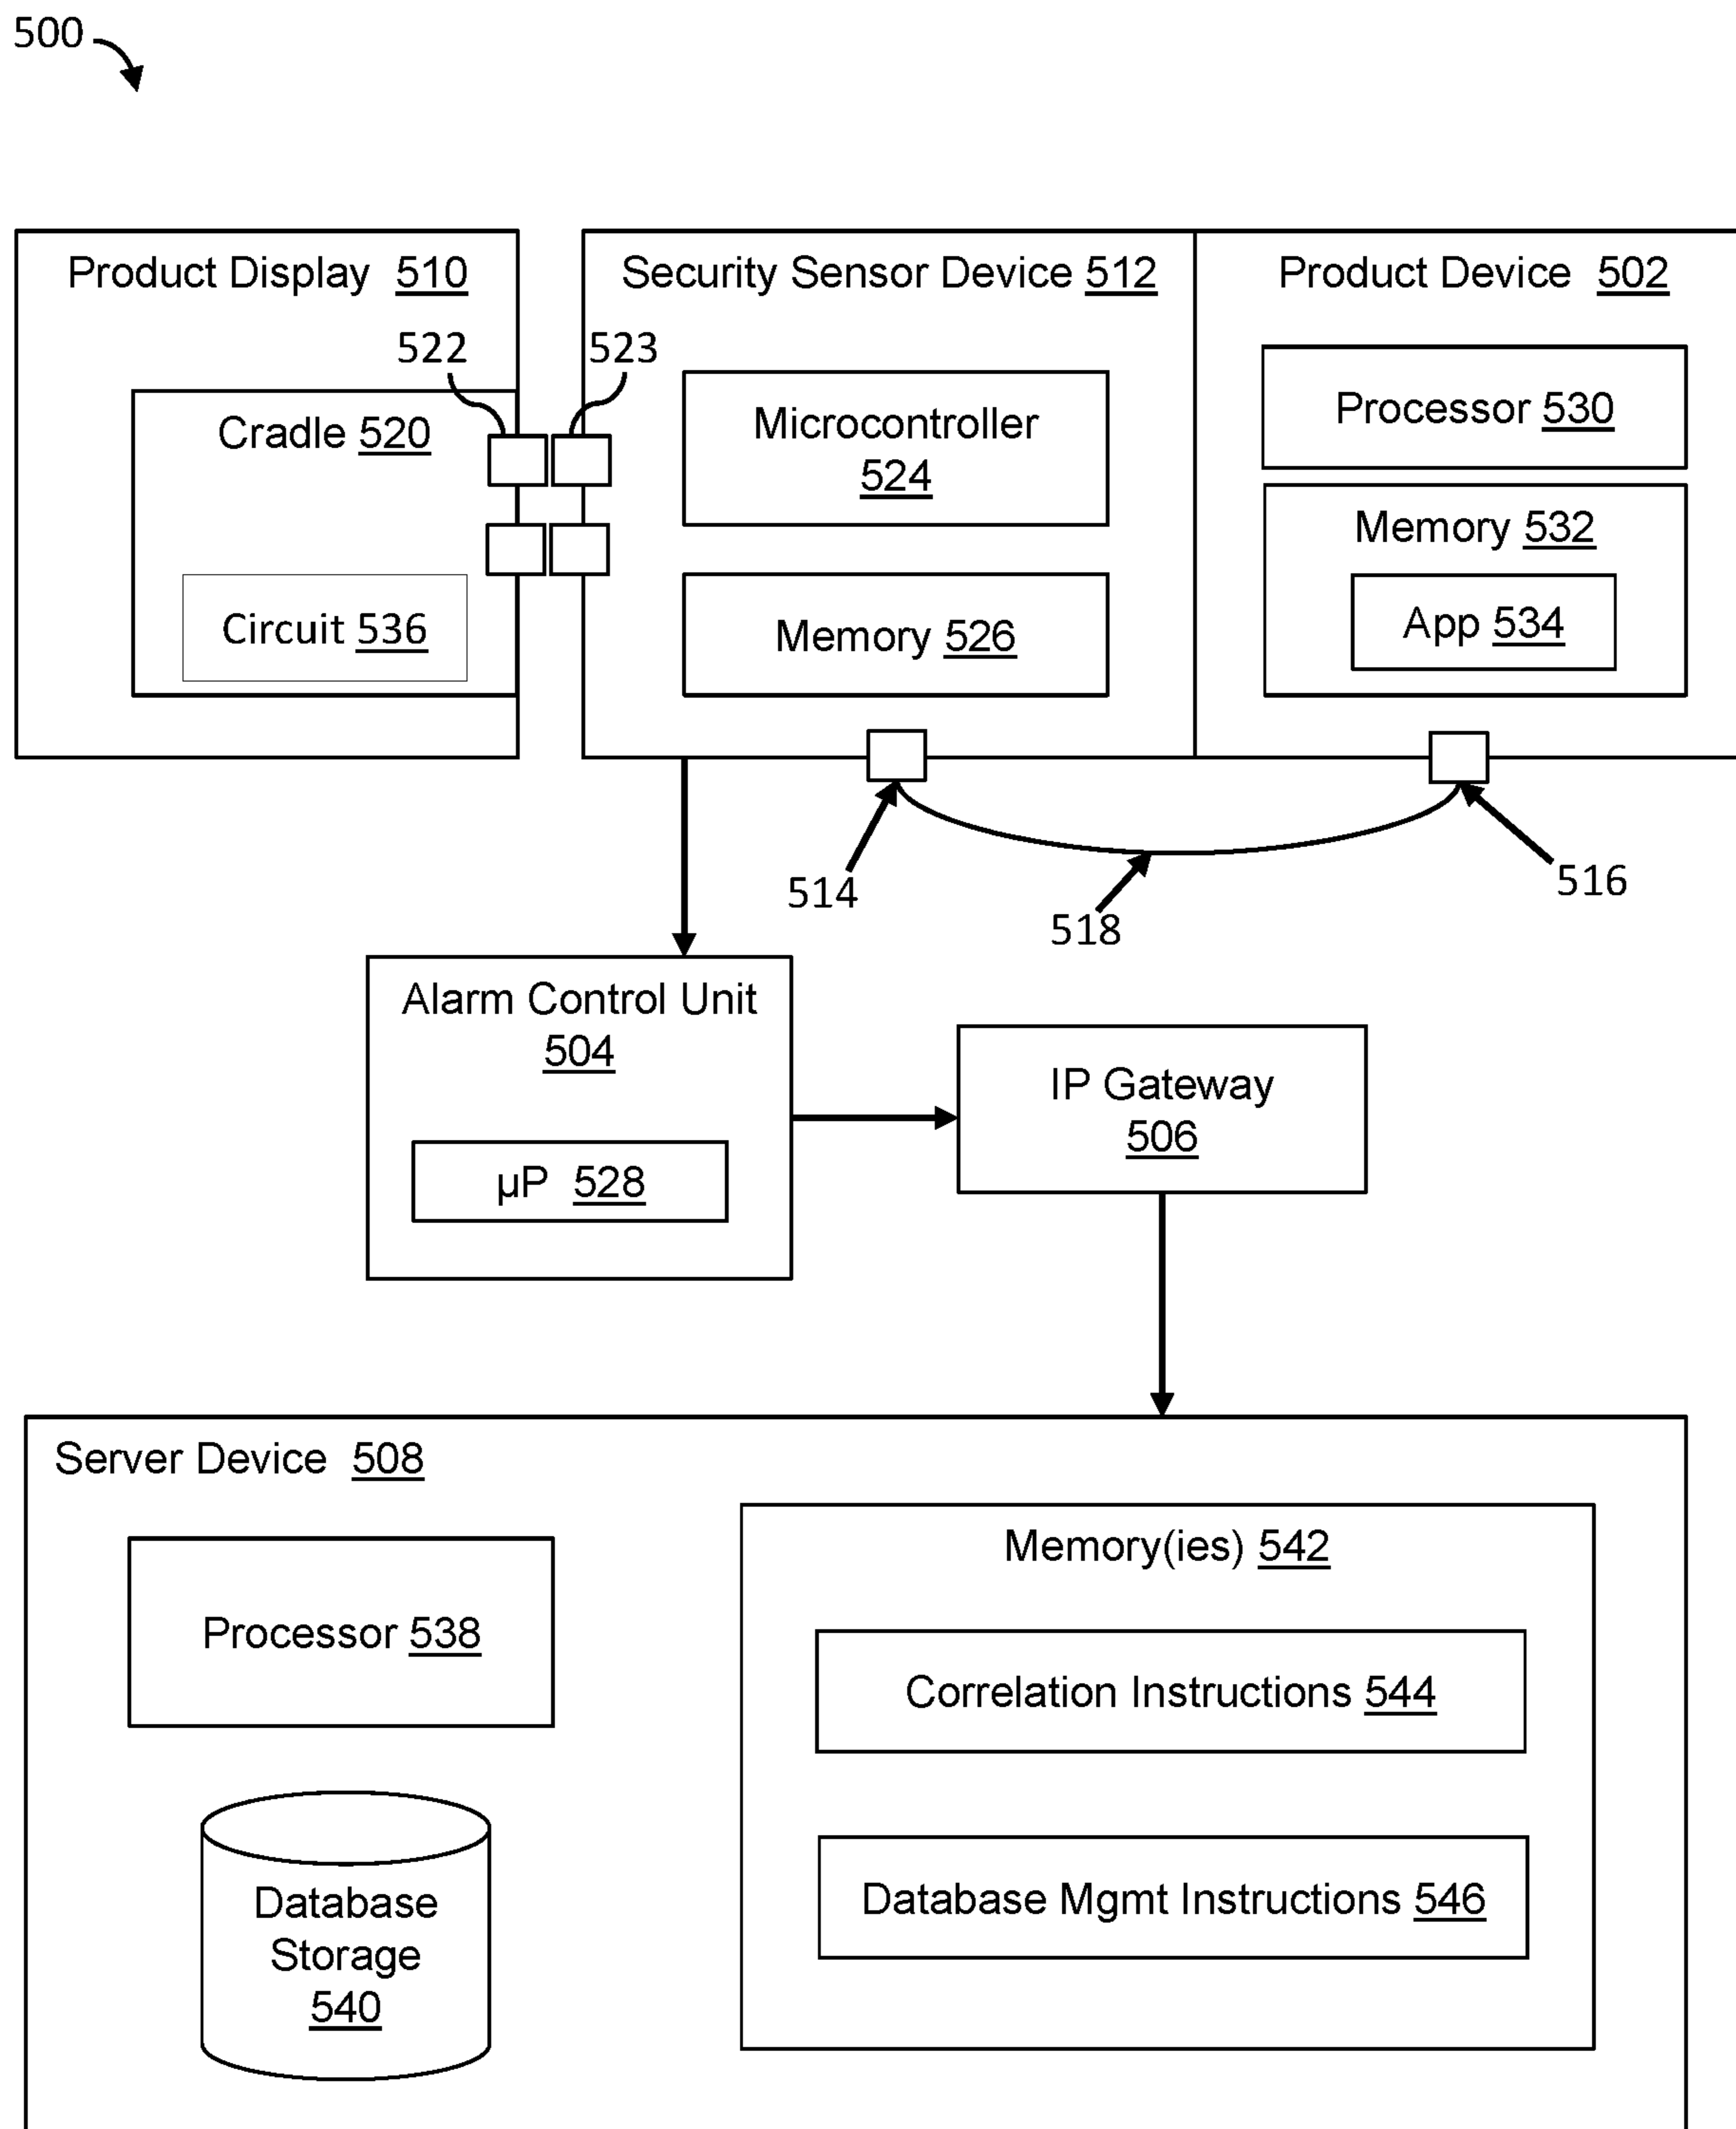 500
Product Display 510
Security Sensor Device 512
Product Device 502
522
523
Cradle 520
Circuit 536
Microcontroller
524
Memory 526
Processor 530
Memory 532
App 534
514
518
516
Alarm Control Unit
504
µP 528
IP Gateway
506
Server Device 508
Processor 538
Database
Storage
540
Memory(ies) 542
Correlation Instructions 544
Database Mgmt Instructions 546